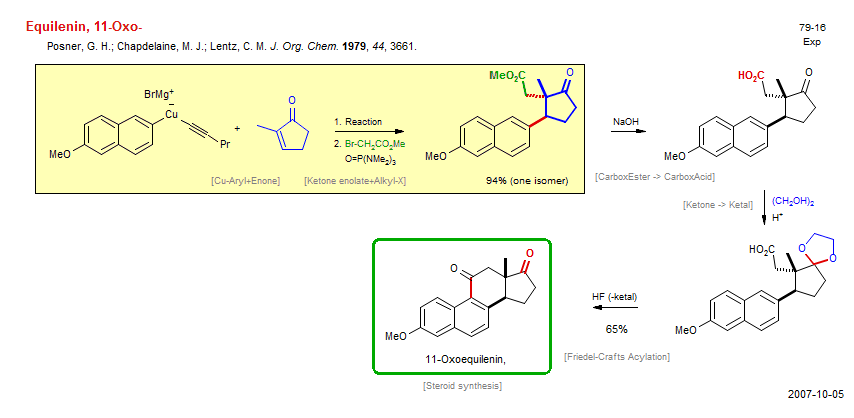 Equilenin, 11-Oxo-
79-16
Exp
Posner, G. H.; Chapdelaine, M. J.; Lentz, C. M. J. Org. Chem. 1979, 44, 3661.
BrMg+
−
Cu
Pr
MeO
+
O
1. Reaction
2. Br-CH2CO2Me
O=P(NMe2)3
MeO2C
O
MeO
94% (one isomer)
[Cu-Aryl+Enone]
[Ketone enolate+Alkyl-X]
NaOH
[CarboxEster -> CarboxAcid]
HO2C
O
MeO
[Ketone -> Ketal]
(CH2OH)2
H+
HO2C
O
O
MeO
HF (-ketal)
65%
[Friedel-Crafts Acylation]
O
O
MeO
11-Oxoequilenin,
[Steroid synthesis]
2007-10-05